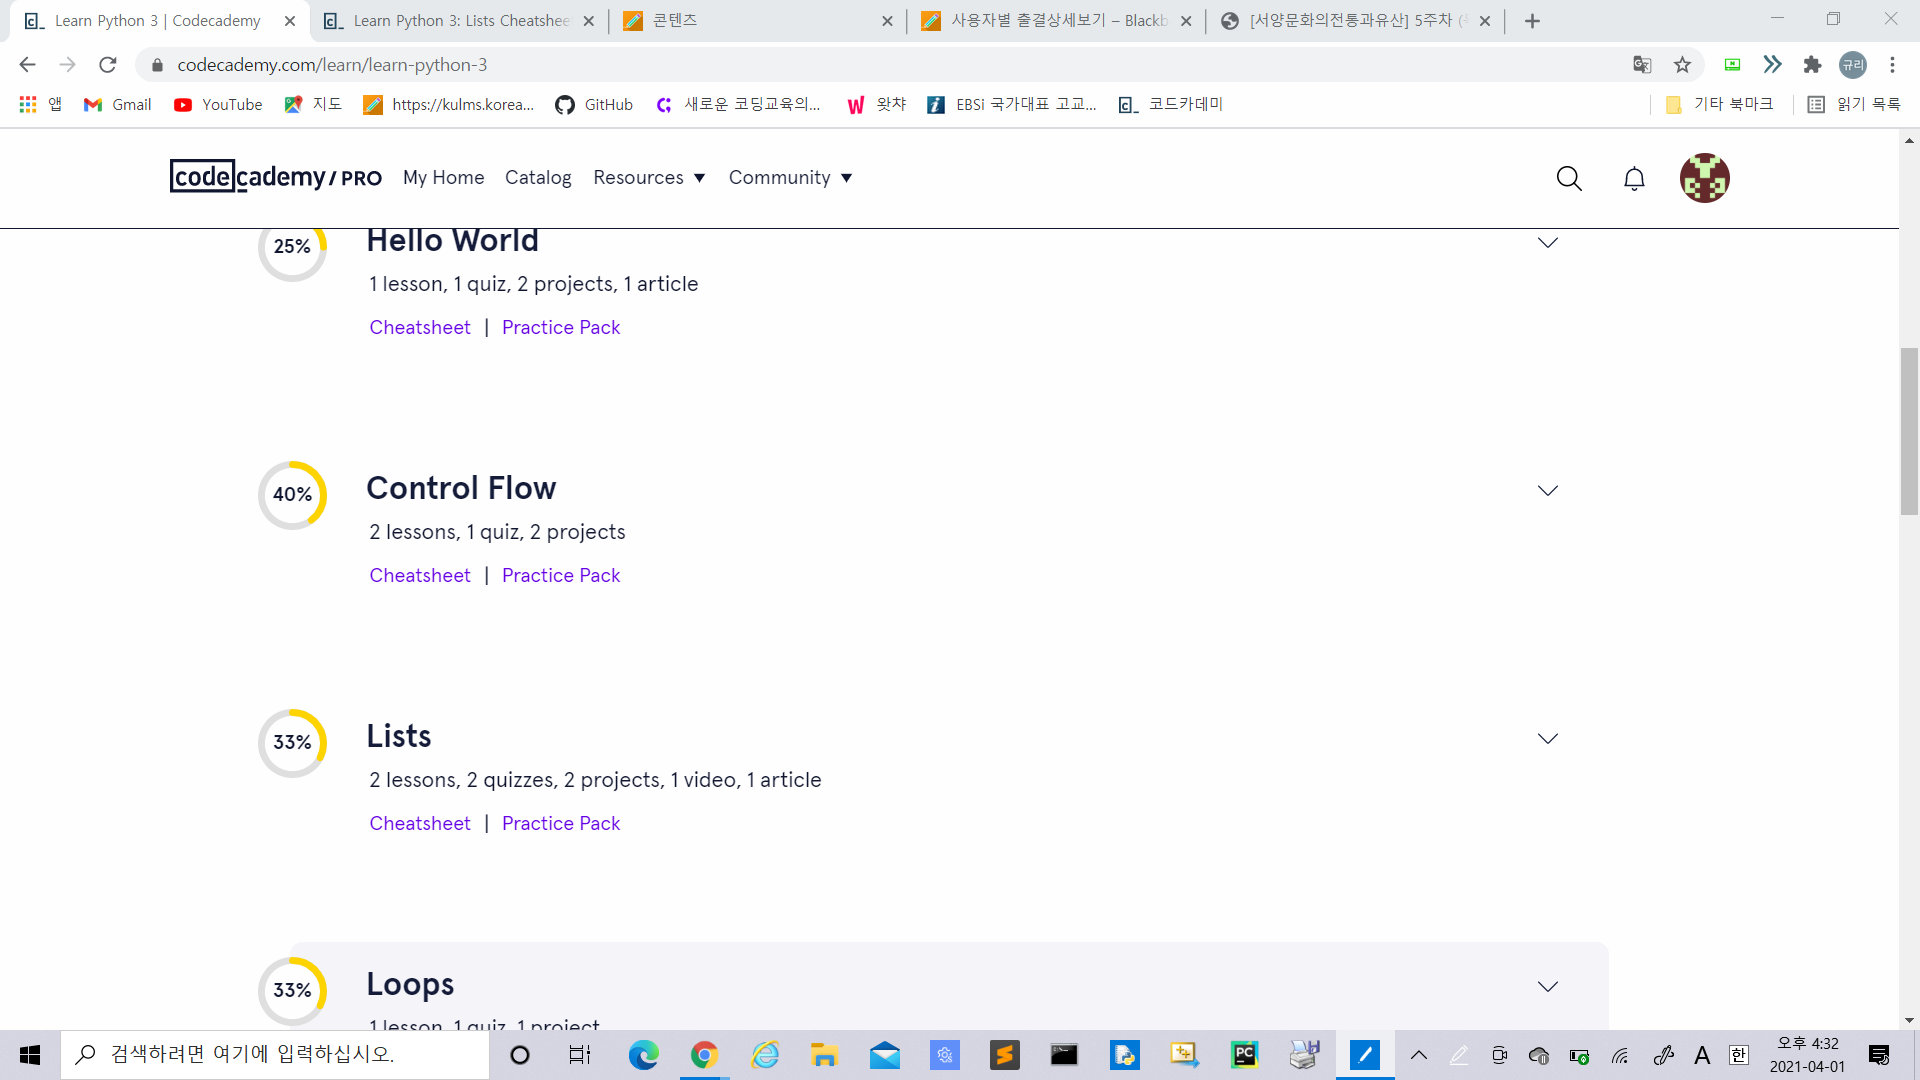 Learn Python 3 | Codecademy
Learn Python 3: Lists Cheatshee
콘텐츠
사용자별 출결상세보기 – Blackb
[서양문화의전통과유산] 5주차 (
codecademy.com/learn/learn-python-3
규리
앱 Gmail YouTube 지도 https://kulms.korea... GitHub 새로운 코딩교육의... 왓챠 EBSi 국가대표 고교... 코드카데미 기타 북마크 읽기 목록
codecademy / PRO My Home Catalog Resources Community
25% Hello World
1 lesson, 1 quiz, 2 projects, 1 article
Cheatsheet | Practice Pack
40% Control Flow
2 lessons, 1 quiz, 2 projects
Cheatsheet | Practice Pack
33% Lists
2 lessons, 2 quizzes, 2 projects, 1 video, 1 article
Cheatsheet | Practice Pack
33% Loops
1 lesson, 1 quiz, 1 project
검색하려면 여기에 입력하십시오.
A 한 오후 4:32
2021-04-01